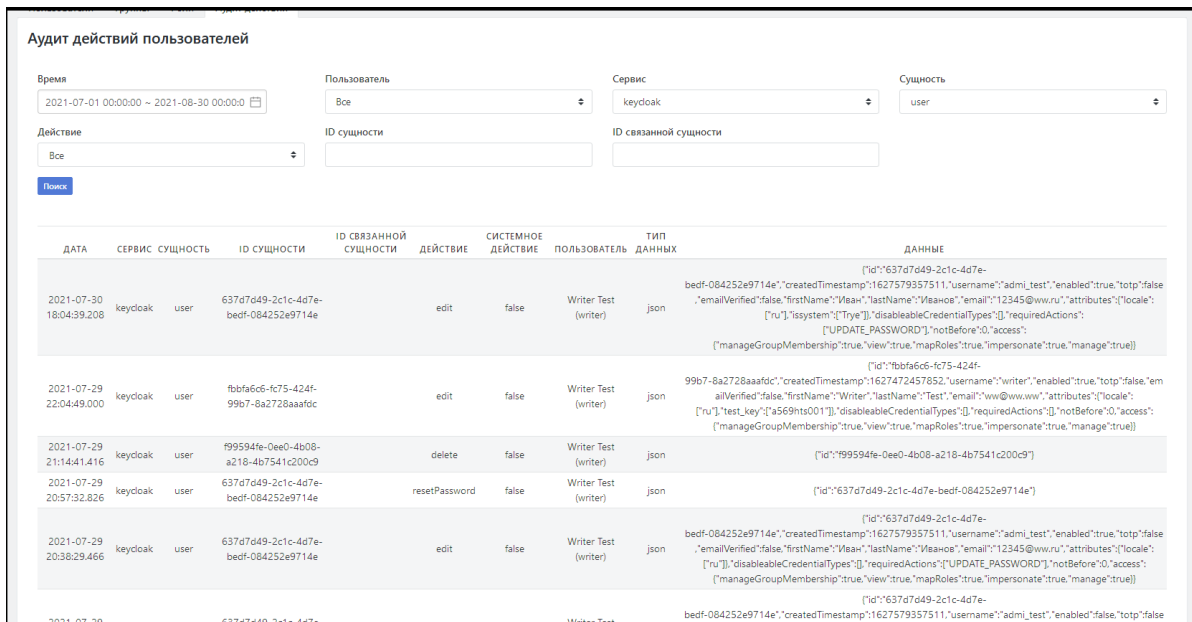 Аудит действий пользователей
Время Пользователь Сервис Сущность
2021-07-01 00:00:00 ~ 2021-08-30 00:00:0 Все keycloak user
Действие ID сущности ID связанной сущности
Все
Поиск
ДАТА СЕРВИС СУЩНОСТЬ ID СУЩНОСТИ ID СВЯЗАННОЙ СУЩНОСТИ ДЕЙСТВИЕ СИСТЕМНОЕ ДЕЙСТВИЕ ПОЛЬЗОВАТЕЛЬ ТИП ДАННЫХ ДАННЫЕ
{"id":"637d7d49-2c1c-4d7e-
bedf-084252e9714e","createdTimestamp":1627579357511,"username":"admi_test","enabled":true,"totp":false
2021-07-30 637d7d49-2c1c-4d7e- Writer Test ,"emailVerified":false,"firstName":"Иван","lastName":"Иванов","email":"12345@ww.ru","attributes":{"locale":
18:04:39.208 keycloak user bedf-084252e9714e edit false (writer) json ["ru"],"issystem":["Trye"]},"disableableCredentialTypes":[],"requiredActions":
["UPDATE_PASSWORD"],"notBefore":0,"access":
{"manageGroupMembership":true,"view":true,"mapRoles":true,"impersonate":true,"manage":true}}
{"id":"fbbfa6c6-fc75-424f-
99b7-8a2728aaafdc","createdTimestamp":1627472457852,"username":"writer","enabled":true,"totp":false,"em
2021-07-29 fbbfa6c6-fc75-424f- Writer Test ailVerified":false,"firstName":"Writer","lastName":"Test","email":"ww@ww.ww","attributes":{"locale":
22:04:49.000 keycloak user 99b7-8a2728aaafdc edit false (writer) json ["ru"],"test_key":["a569hts001"]},"disableableCredentialTypes":[],"requiredActions":[],"notBefore":0,"access":
{"manageGroupMembership":true,"view":true,"mapRoles":true,"impersonate":true,"manage":true}}
2021-07-29 f99594fe-0ee0-4b08- Writer Test
21:14:41.416 keycloak user a218-4b7541c200c9 delete false (writer) json {"id":"f99594fe-0ee0-4b08-a218-4b7541c200c9"}
2021-07-29 637d7d49-2c1c-4d7e- Writer Test
20:57:32.826 keycloak user bedf-084252e9714e resetPassword false (writer) json {"id":"637d7d49-2c1c-4d7e-bedf-084252e9714e"}
{"id":"637d7d49-2c1c-4d7e-
bedf-084252e9714e","createdTimestamp":1627579357511,"username":"admi_test","enabled":true,"totp":false
2021-07-29 637d7d49-2c1c-4d7e- Writer Test ,"emailVerified":false,"firstName":"Иван","lastName":"Иванов","email":"12345@ww.ru","attributes":{"locale":
20:38:29.466 keycloak user bedf-084252e9714e edit false (writer) json ["ru"]},"disableableCredentialTypes":[],"requiredActions":["UPDATE_PASSWORD"],"notBefore":0,"access":
{"manageGroupMembership":true,"view":true,"mapRoles":true,"impersonate":true,"manage":true}}
{"id":"637d7d49-2c1c-4d7e-
bedf-084252e9714e","createdTimestamp":1627579357511,"username":"admi_test","enabled":false,"totp":false